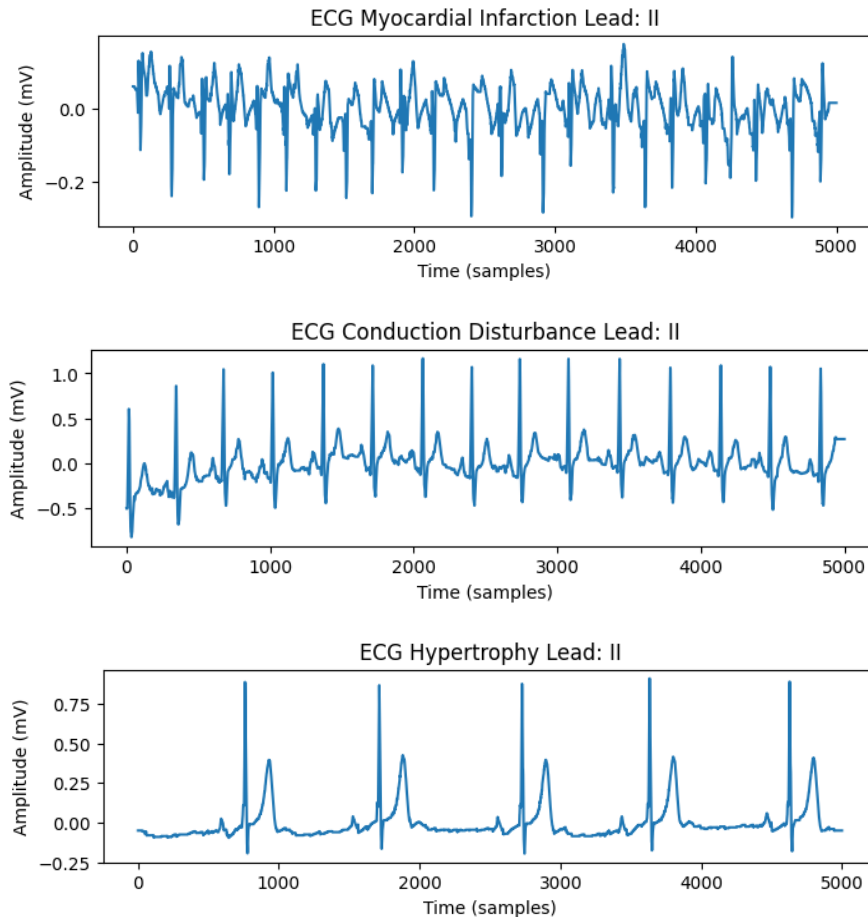 ECG Myocardial Infarction Lead: II
Amplitude (mV)
0.0
−0.2
0 1000 2000 3000 4000 5000
Time (samples)
ECG Conduction Disturbance Lead: II
Amplitude (mV)
1.0
0.5
0.0
−0.5
0 1000 2000 3000 4000 5000
Time (samples)
ECG Hypertrophy Lead: II
Amplitude (mV)
0.75
0.50
0.25
0.00
−0.25
0 1000 2000 3000 4000 5000
Time (samples)